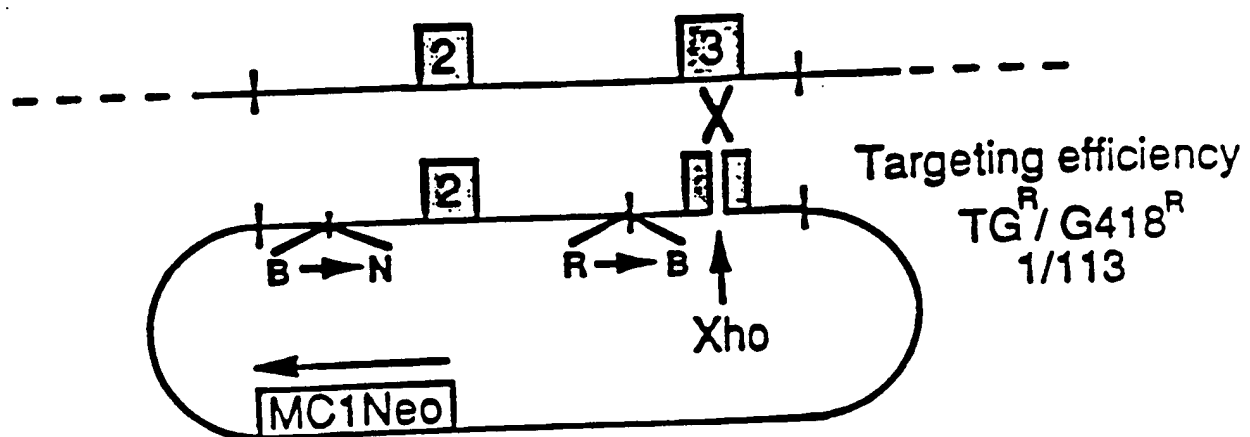 2
3
2
Targeting efficiency
TG^R / G418^R
1/113
B → N
R → B
Xho
MC1Neo